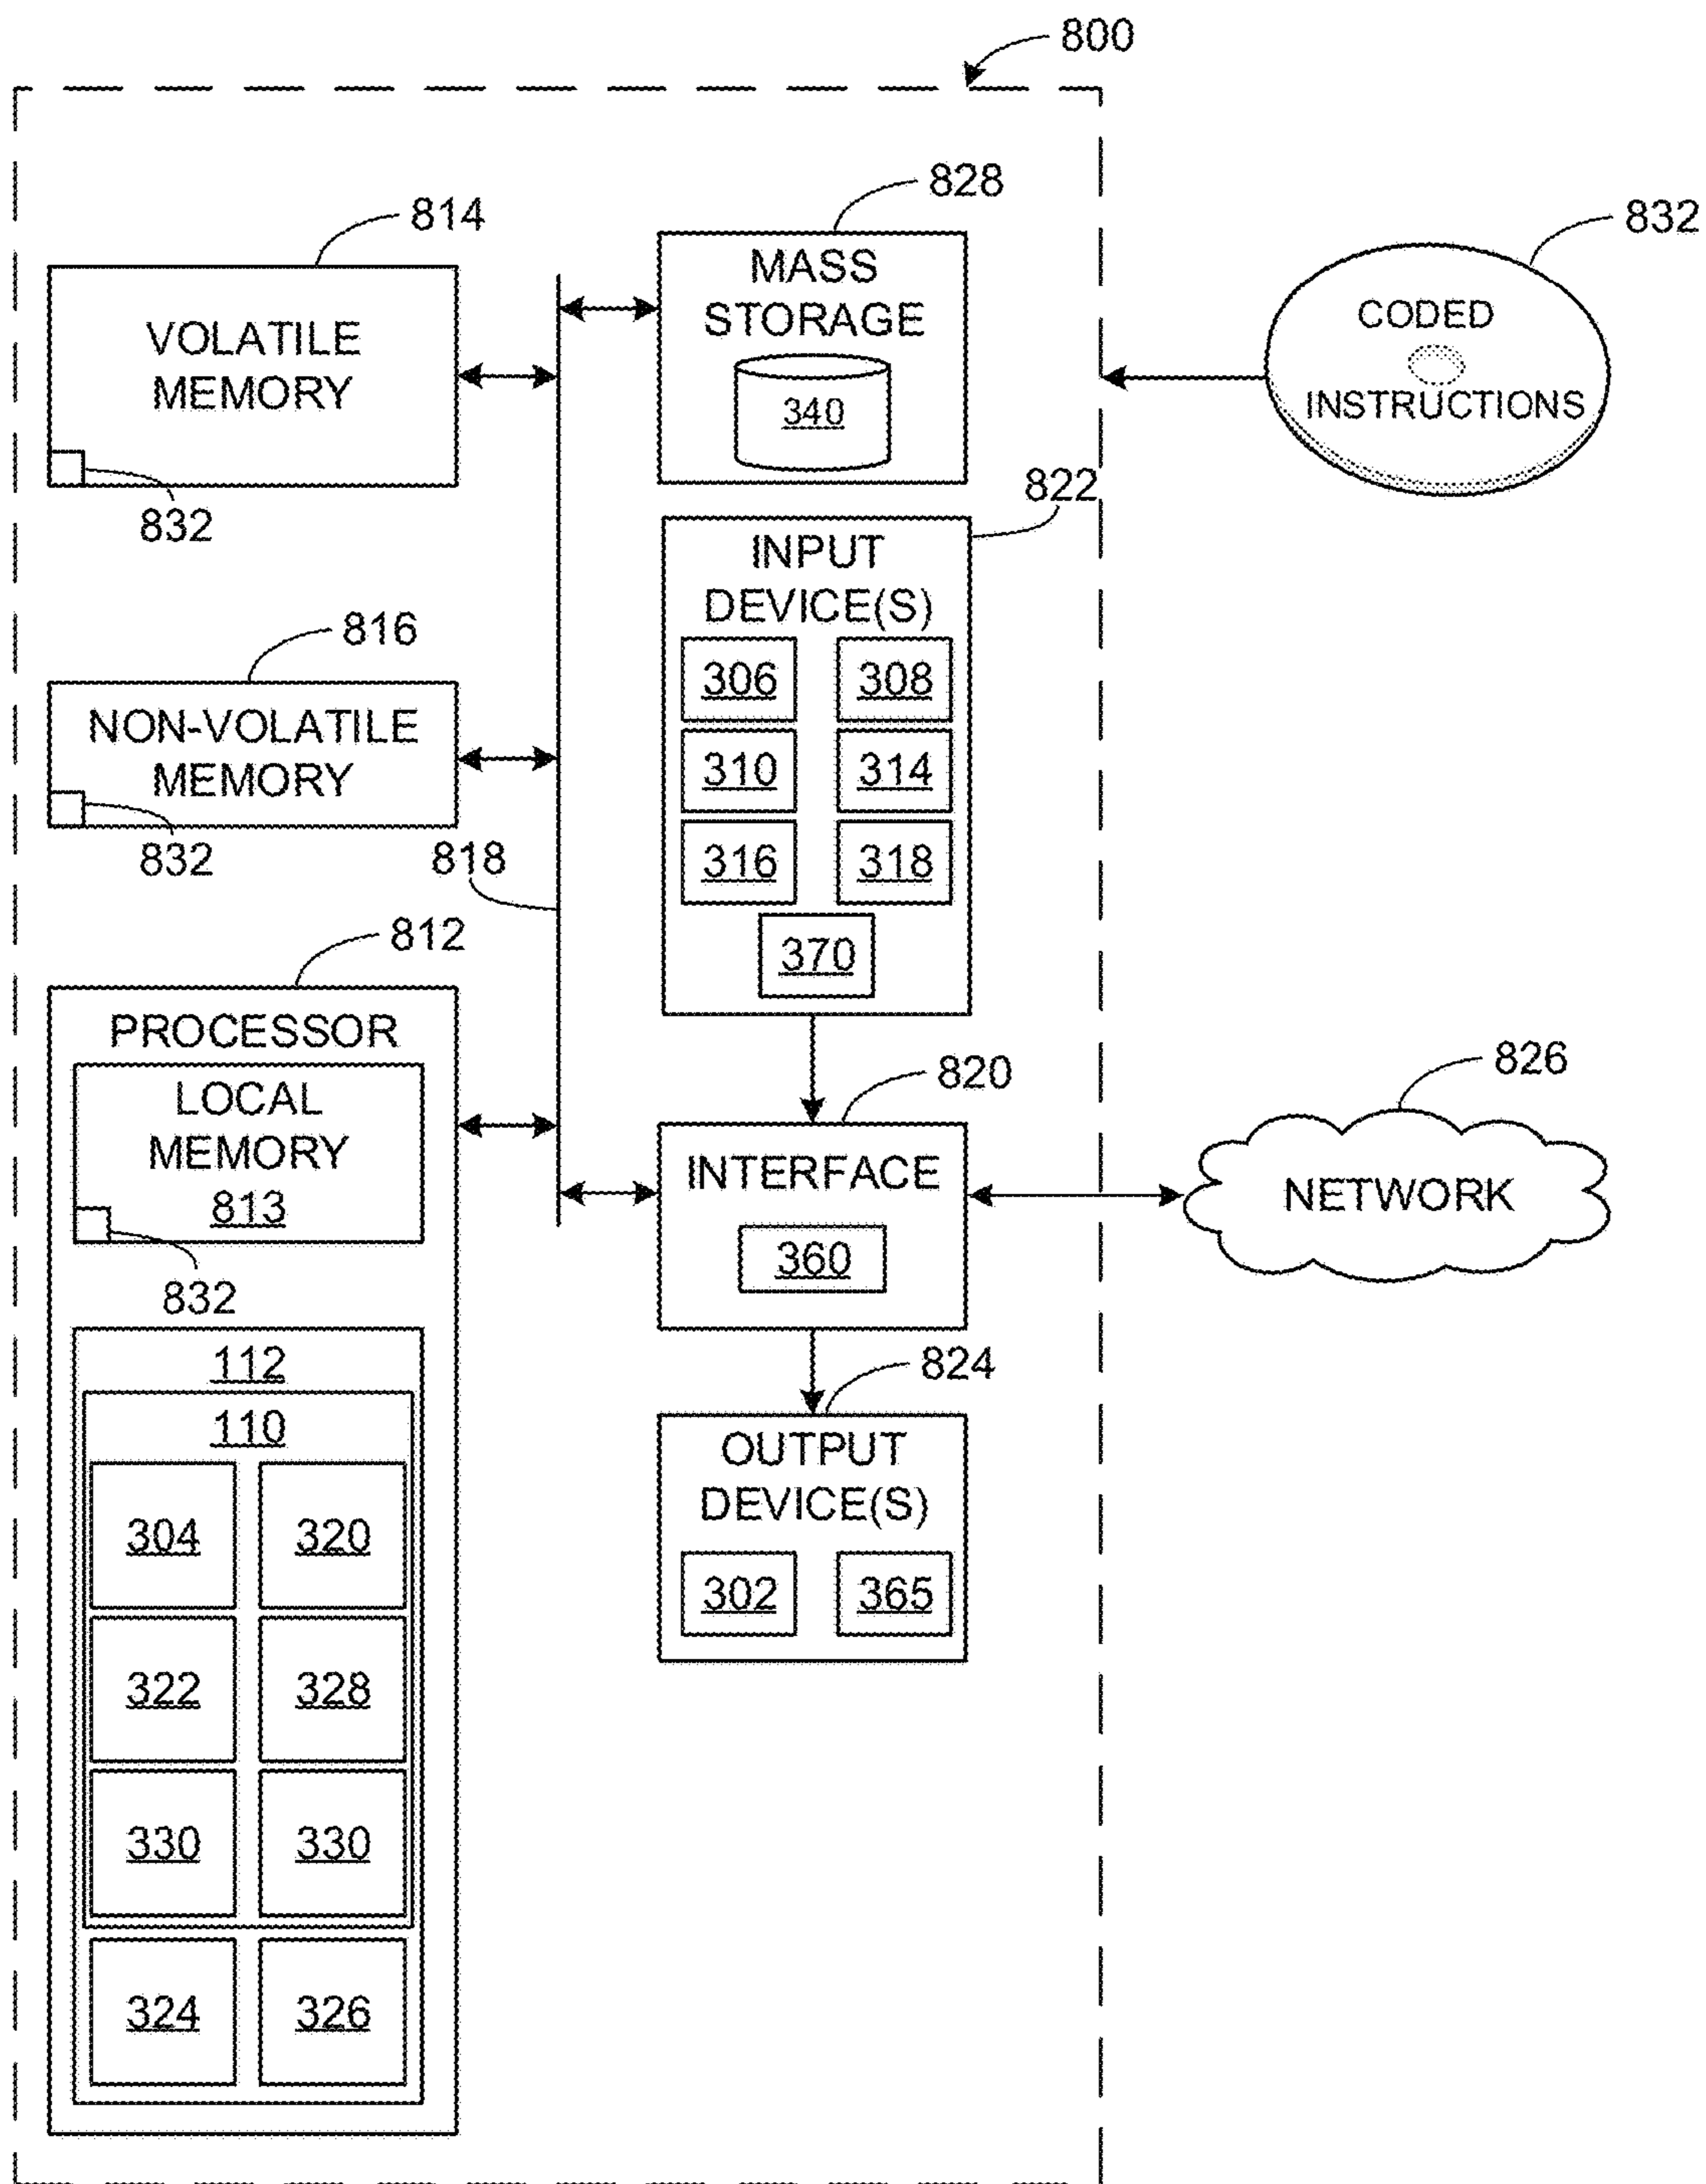 800
828
814
832
MASS
STORAGE
340
VOLATILE
MEMORY
832
CODED
INSTRUCTIONS
822
INPUT
DEVICE(S)
306
308
310
314
316
318
370
816
NON-VOLATILE
MEMORY
832
818
812
PROCESSOR
LOCAL
MEMORY
813
832
820
INTERFACE
360
826
NETWORK
824
OUTPUT
DEVICE(S)
302
365
112
110
304
320
322
328
330
330
324
326